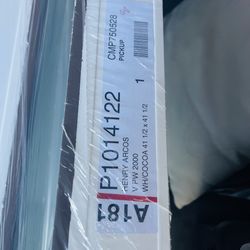 CMP750528
PICKUP
1
A181
P1014122
HENRY ARCOS
V PW 2000
WH/COCOA 41 1/2 x 41 1/2